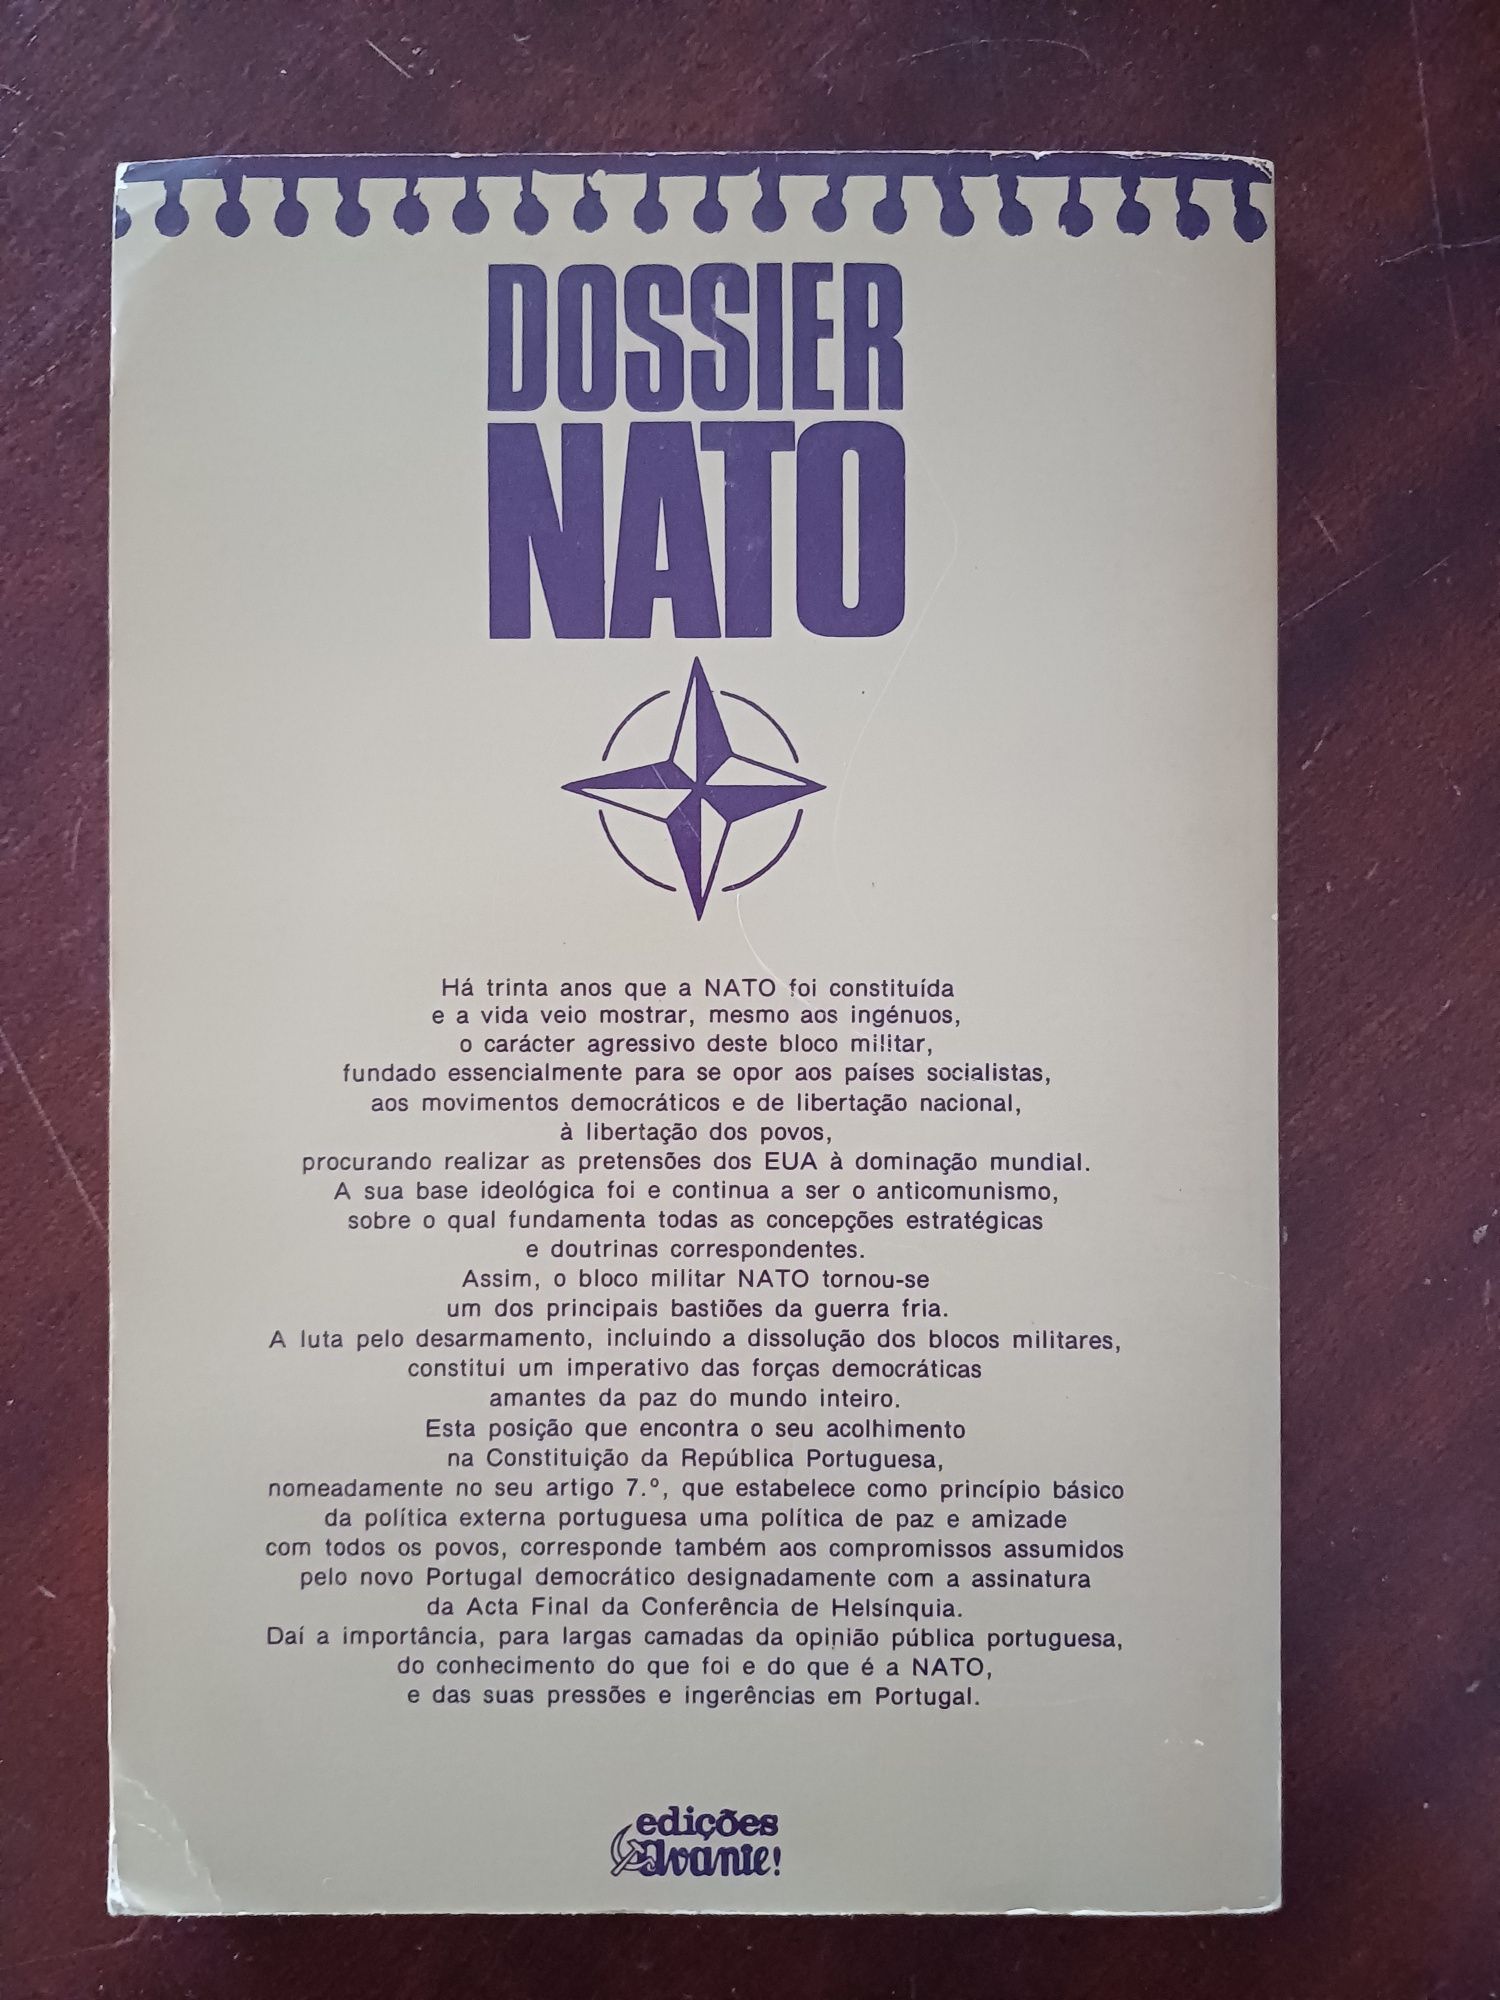 DOSSIER
NATO
Há trinta anos que a NATO foi constituída
e a vida veio mostrar, mesmo aos ingénuos,
o carácter agressivo deste bloco militar,
fundado essencialmente para se opor aos países socialistas,
aos movimentos democráticos e de libertação nacional,
à libertação dos povos,
procurando realizar as pretensões dos EUA à dominação mundial.
A sua base ideológica foi e continua a ser o anticomunismo,
sobre o qual fundamenta todas as concepções estratégicas
e doutrinas correspondentes.
Assim, o bloco militar NATO tornou-se
um dos principais bastiões da guerra fria.
A luta pelo desarmamento, incluindo a dissolução dos blocos militares,
constitui um imperativo das forças democráticas
amantes da paz do mundo inteiro.
Esta posição que encontra o seu acolhimento
na Constituição da República Portuguesa,
nomeadamente no seu artigo 7.º, que estabelece como princípio básico
da política externa portuguesa uma política de paz e amizade
com todos os povos, corresponde também aos compromissos assumidos
pelo novo Portugal democrático designadamente com a assinatura
da Acta Final da Conferência de Helsínquia.
Daí a importância, para largas camadas da opinião pública portuguesa,
do conhecimento do que foi e do que é a NATO,
e das suas pressões e ingerências em Portugal.
edições
Avante!